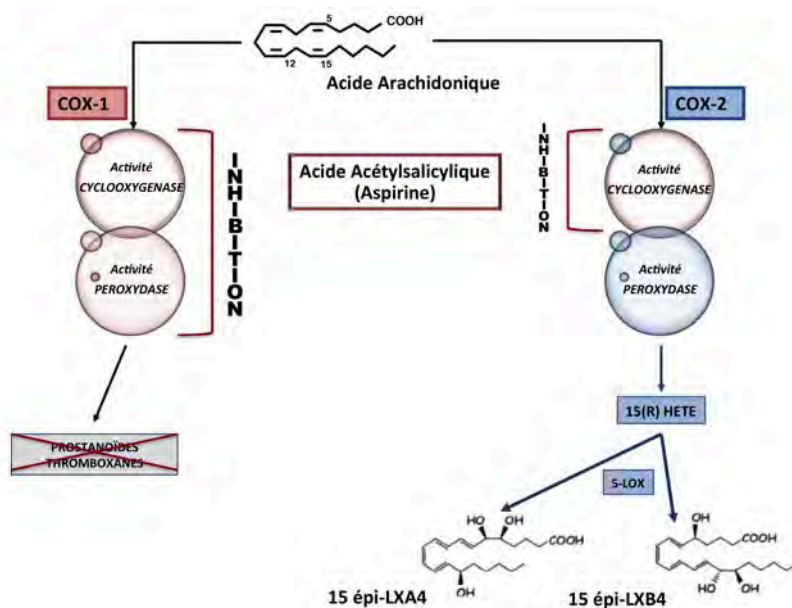 COOH
5
12
15
Acide Arachidonique
COX-1
COX-2
Activité
CYCLOOXYGENASE
Activité
PEROXYDASE
INHIBITION
Acide Acétylsalicylique
(Aspirine)
INHIBITION
Activité
CYCLOOXYGENASE
Activité
PEROXYDASE
PROSTANOÏDES
THROMBOXANES
15(R) HETE
5-LOX
HO
OH
COOH
OH
15 épi-LXA4
OH
COOH
HO
OH
15 épi-LXB4